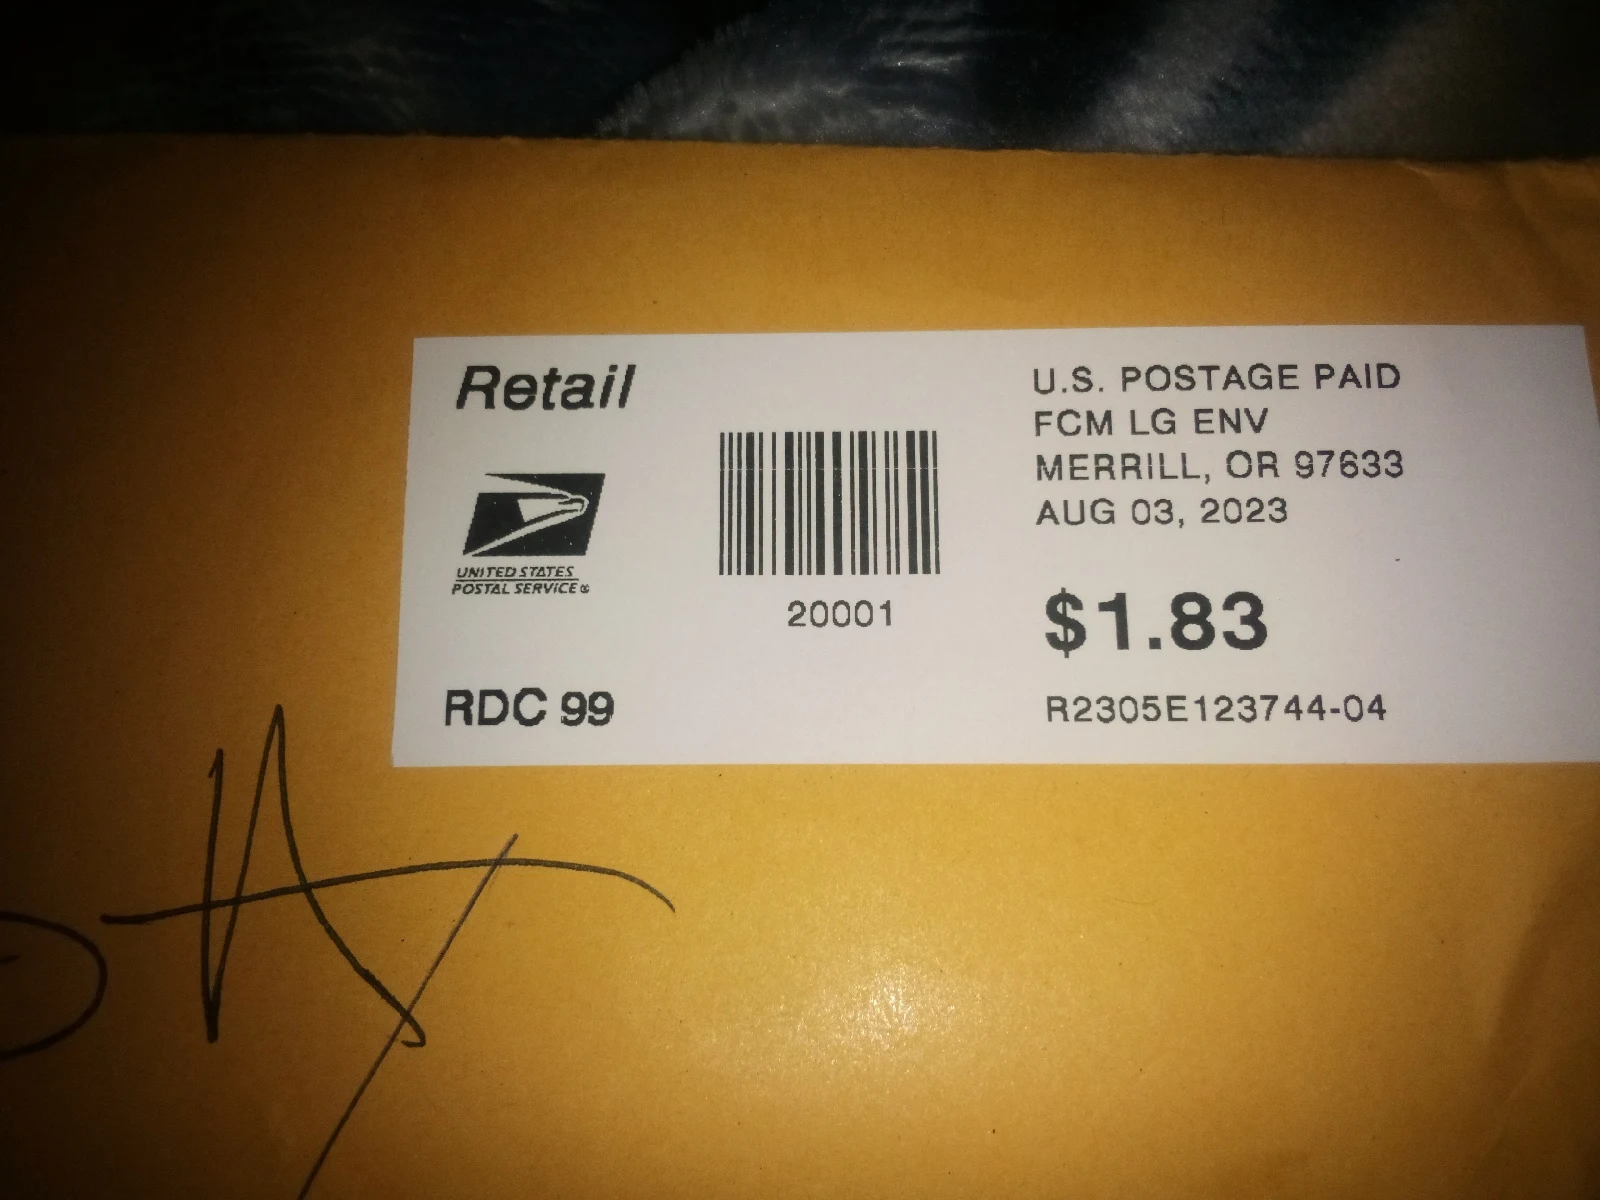 Retail
UNITED STATES
POSTAL SERVICE®
RDC 99
20001
U.S. POSTAGE PAID
FCM LG ENV
MERRILL, OR 97633
AUG 03, 2023
$1.83
R2305E123744-04